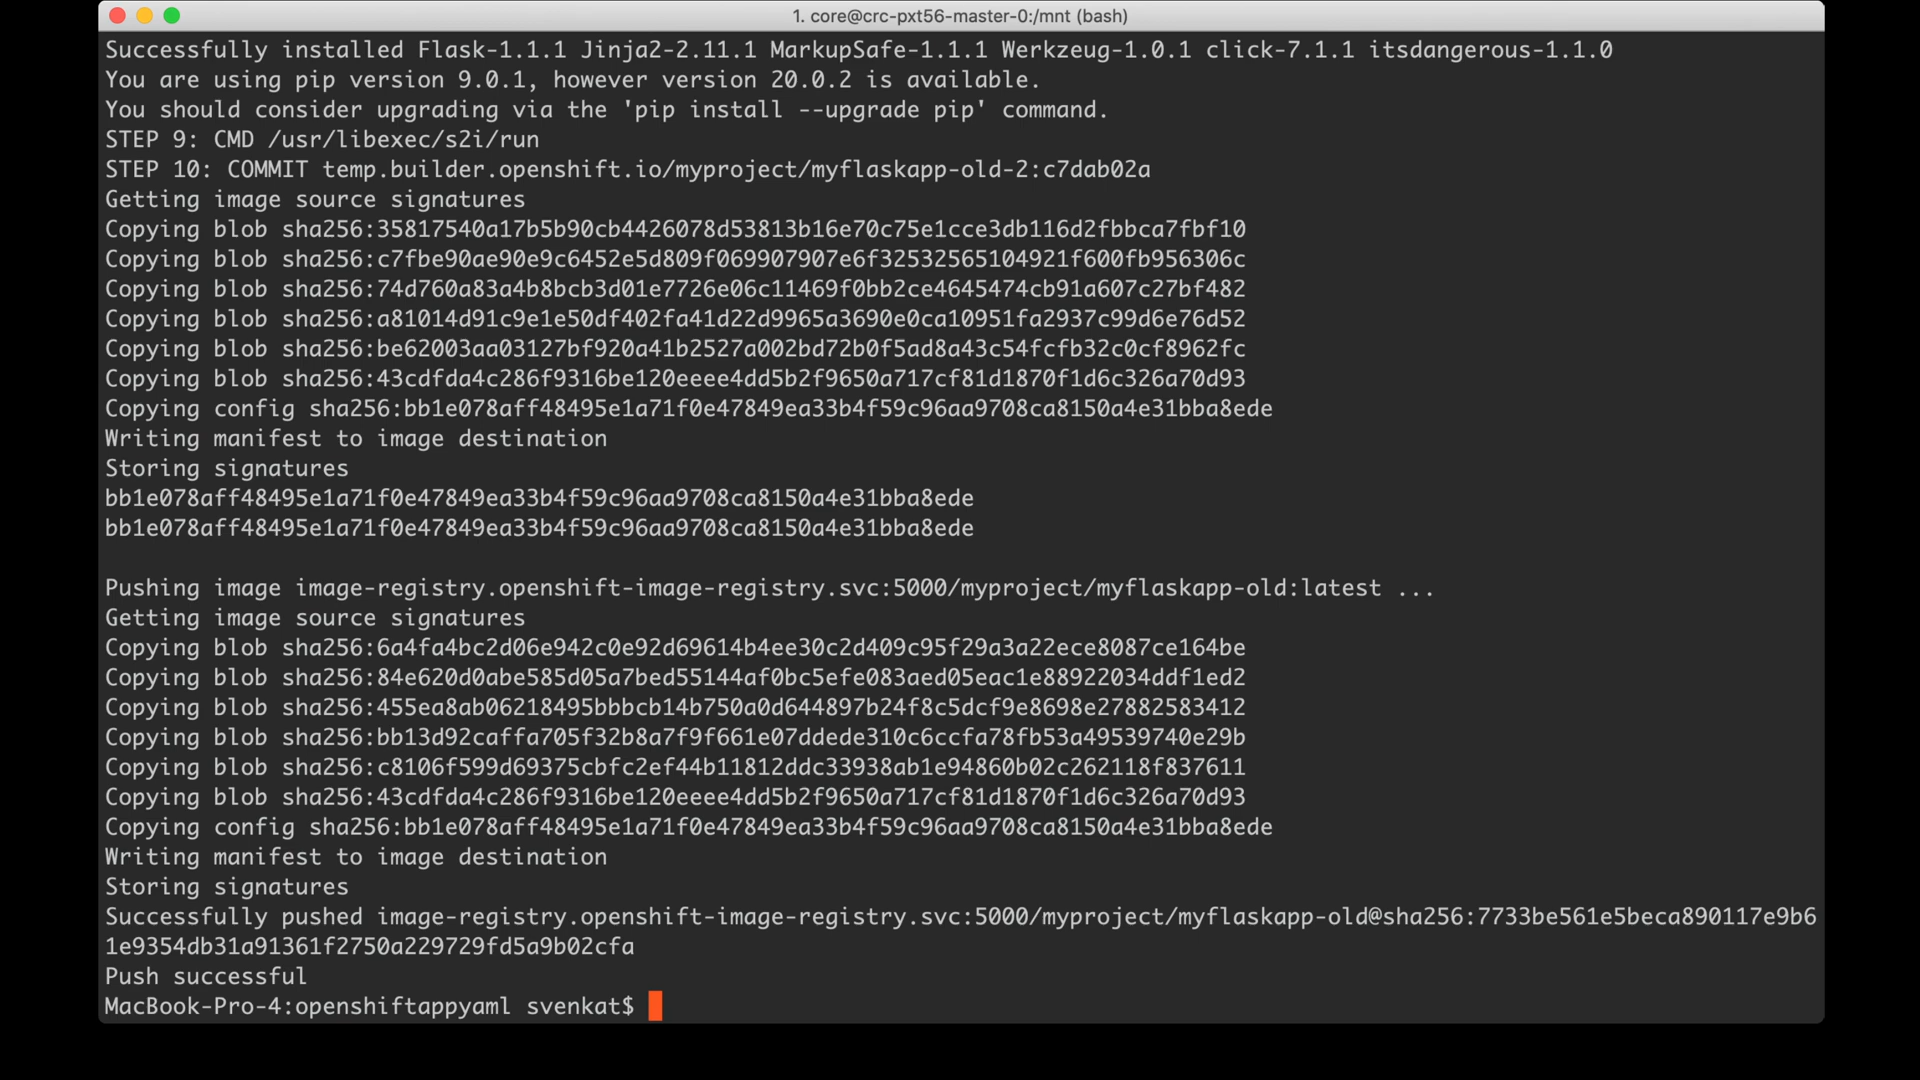 1. core@crc-pxt56-master-0:/mnt (bash)
Successfully installed Flask-1.1.1 Jinja2-2.11.1 MarkupSafe-1.1.1 Werkzeug-1.0.1 click-7.1.1 itsdangerous-1.1.0
You are using pip version 9.0.1, however version 20.0.2 is available.
You should consider upgrading via the 'pip install --upgrade pip' command.
STEP 9: CMD /usr/libexec/s2i/run
STEP 10: COMMIT temp.builder.openshift.io/myproject/myflaskapp-old-2:c7dab02a
Getting image source signatures
Copying blob sha256:35817540a17b5b90cb4426078d53813b16e70c75e1cce3db116d2fbbca7fbf10
Copying blob sha256:c7fbe90ae90e9c6452e5d809f069907907e6f32532565104921f600fb956306c
Copying blob sha256:74d760a83a4b8bcb3d01e7726e06c11469f0bb2ce4645474cb91a607c27bf482
Copying blob sha256:a81014d91c9e1e50df402fa41d22d9965a3690e0ca10951fa2937c99d6e76d52
Copying blob sha256:be62003aa03127bf920a41b2527a002bd72b0f5ad8a43c54fcfb32c0cf8962fc
Copying blob sha256:43cdfda4c286f9316be120eeee4dd5b2f9650a717cf81d1870f1d6c326a70d93
Copying config sha256:bb1e078aff48495e1a71f0e47849ea33b4f59c96aa9708ca8150a4e31bba8ede
Writing manifest to image destination
Storing signatures
bb1e078aff48495e1a71f0e47849ea33b4f59c96aa9708ca8150a4e31bba8ede
bb1e078aff48495e1a71f0e47849ea33b4f59c96aa9708ca8150a4e31bba8ede
Pushing image image-registry.openshift-image-registry.svc:5000/myproject/myflaskapp-old:latest ...
Getting image source signatures
Copying blob sha256:6a4fa4bc2d06e942c0e92d69614b4ee30c2d409c95f29a3a22ece8087ce164be
Copying blob sha256:84e620d0abe585d05a7bed55144af0bc5efe083aed05eac1e88922034ddf1ed2
Copying blob sha256:455ea8ab06218495bbbcb14b750a0d644897b24f8c5dcf9e8698e27882583412
Copying blob sha256:bb13d92caffa705f32b8a7f9f661e07ddede310c6ccfa78fb53a49539740e29b
Copying blob sha256:c8106f599d69375cbfc2ef44b11812ddc33938ab1e94860b02c262118f837611
Copying blob sha256:43cdfda4c286f9316be120eeee4dd5b2f9650a717cf81d1870f1d6c326a70d93
Copying config sha256:bb1e078aff48495e1a71f0e47849ea33b4f59c96aa9708ca8150a4e31bba8ede
Writing manifest to image destination
Storing signatures
Successfully pushed image-registry.openshift-image-registry.svc:5000/myproject/myflaskapp-old@sha256:7733be561e5beca890117e9b6
1e9354db31a91361f2750a229729fd5a9b02cfa
Push successful
MacBook-Pro-4:openshiftappyaml svenkat$